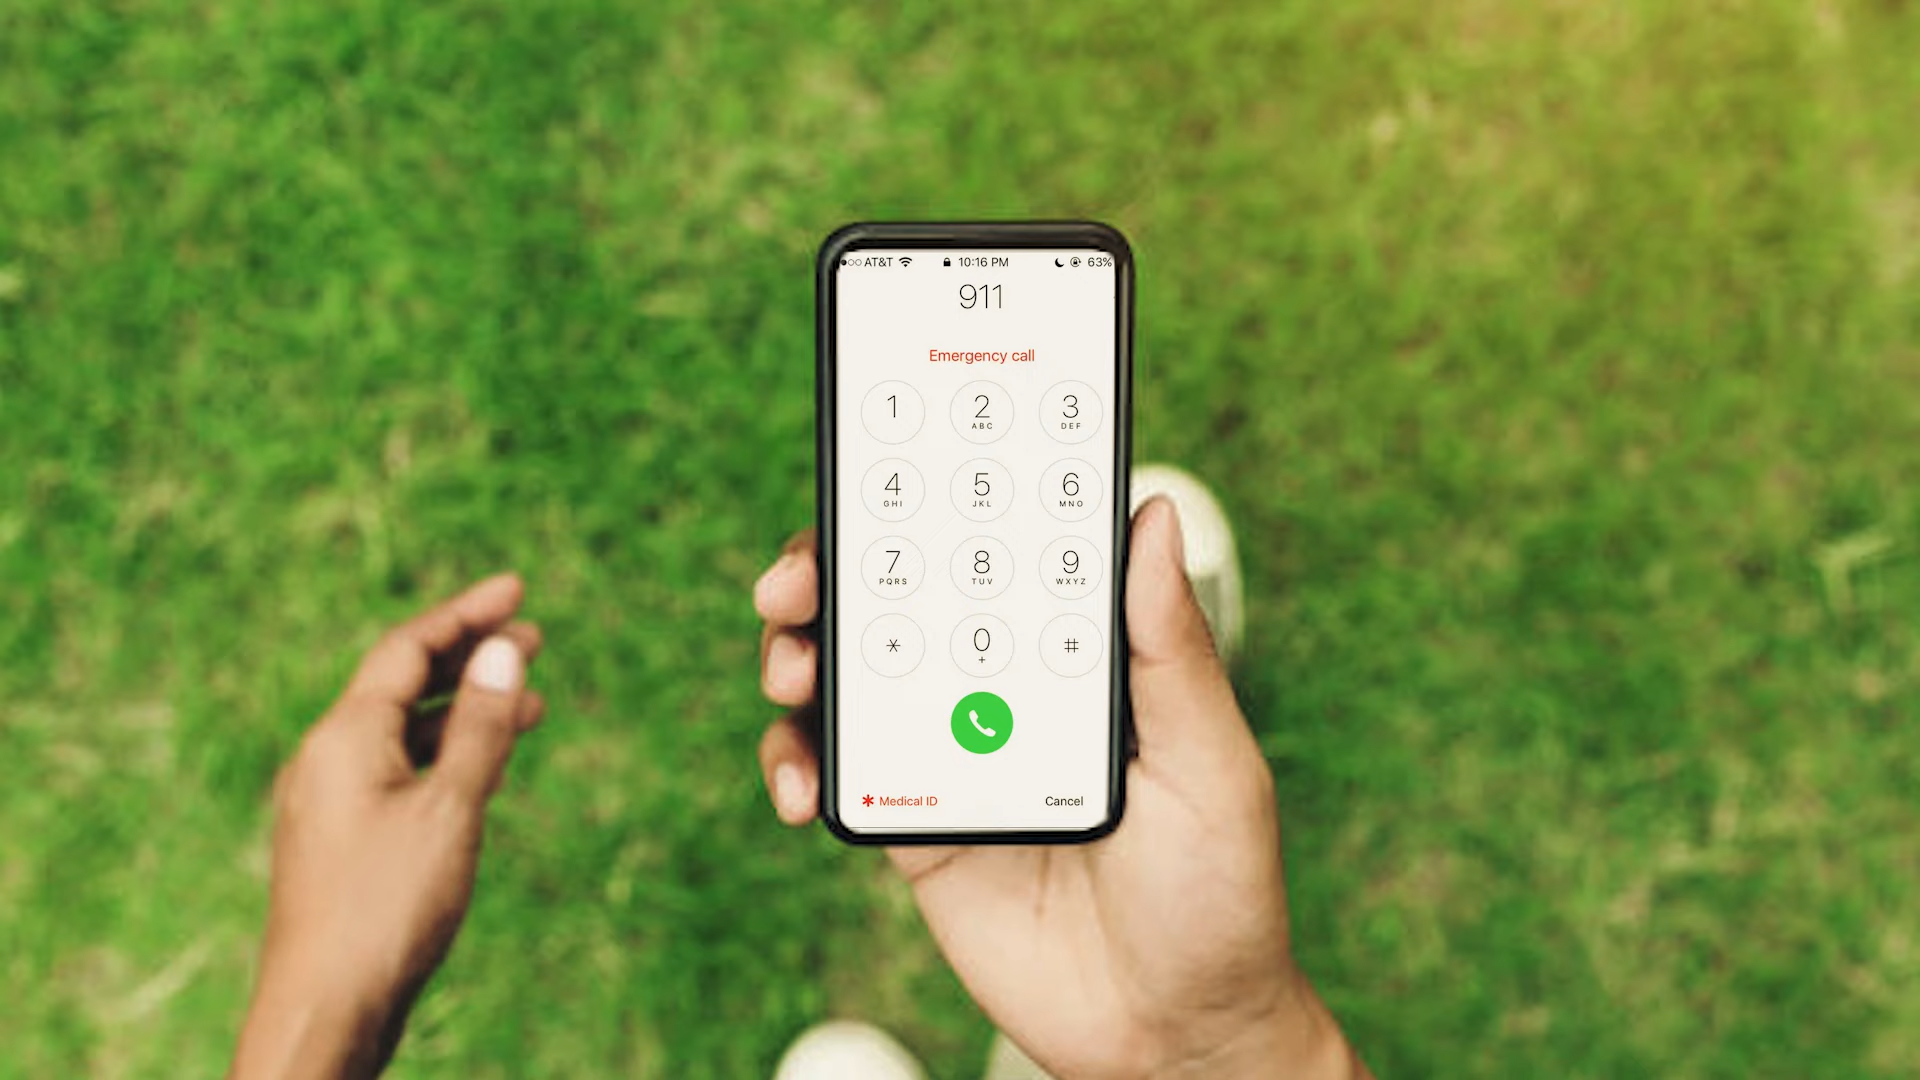 AT&T 10:16 PM 63%
911
Emergency call
1 2 3
ABC DEF
4 5 6
GHI JKL MNO
7 8 9
PQRS TUV WXYZ
* 0 #
+
* Medical ID Cancel